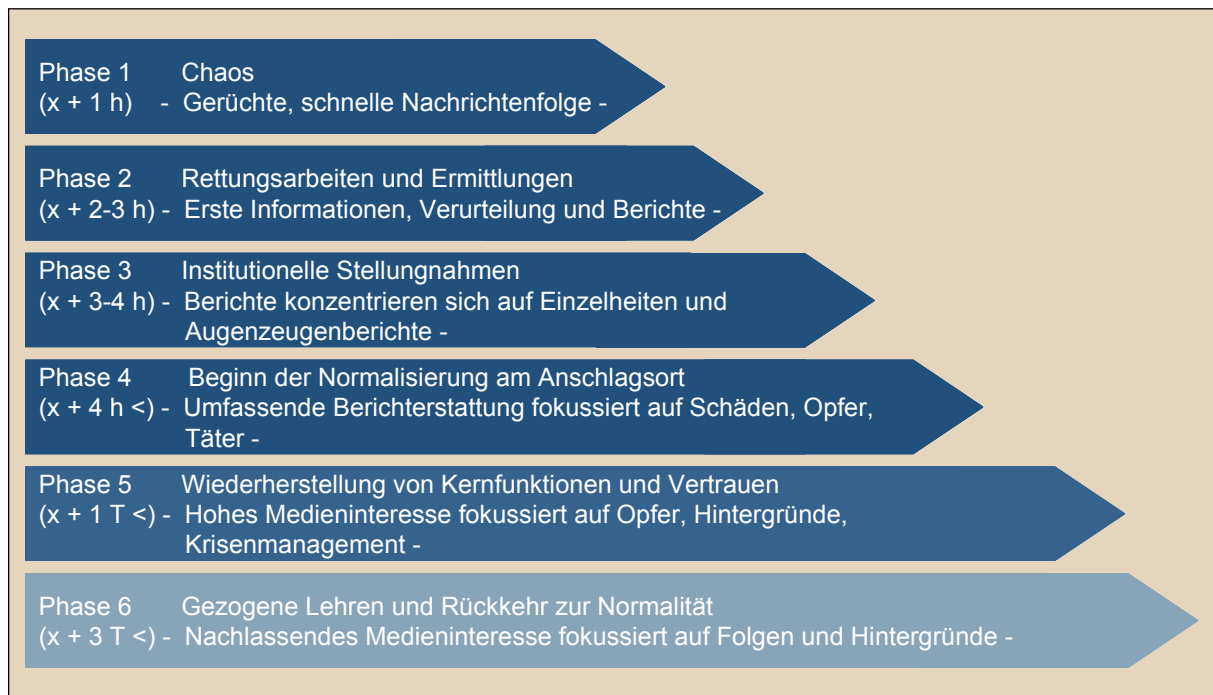 Phase 1 Chaos
(x + 1 h) - Gerüchte, schnelle Nachrichtenfolge -
Phase 2 Rettungsarbeiten und Ermittlungen
(x + 2-3 h) - Erste Informationen, Verurteilung und Berichte -
Phase 3 Institutionelle Stellungnahmen
(x + 3-4 h) - Berichte konzentrieren sich auf Einzelheiten und
Augenzeugenberichte -
Phase 4 Beginn der Normalisierung am Anschlagsort
(x + 4 h <) - Umfassende Berichterstattung fokussiert auf Schäden, Opfer,
Täter -
Phase 5 Wiederherstellung von Kernfunktionen und Vertrauen
(x + 1 T <) - Hohes Medieninteresse fokussiert auf Opfer, Hintergründe,
Krisenmanagement -
Phase 6 Gezogene Lehren und Rückkehr zur Normalität
(x + 3 T <) - Nachlassendes Medieninteresse fokussiert auf Folgen und Hintergründe -